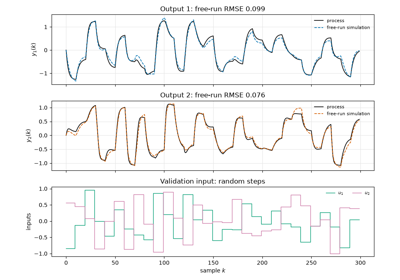 Output 1: free-run RMSE 0.099
process
free-run simulation
y₁(k)
1
0
−1
Output 2: free-run RMSE 0.076
process
free-run simulation
y₂(k)
1.0
0.5
0.0
−0.5
−1.0
Validation input: random steps
u₁
u₂
inputs
1.0
0.5
0.0
−0.5
−1.0
0
50
100
150
200
250
300
sample k